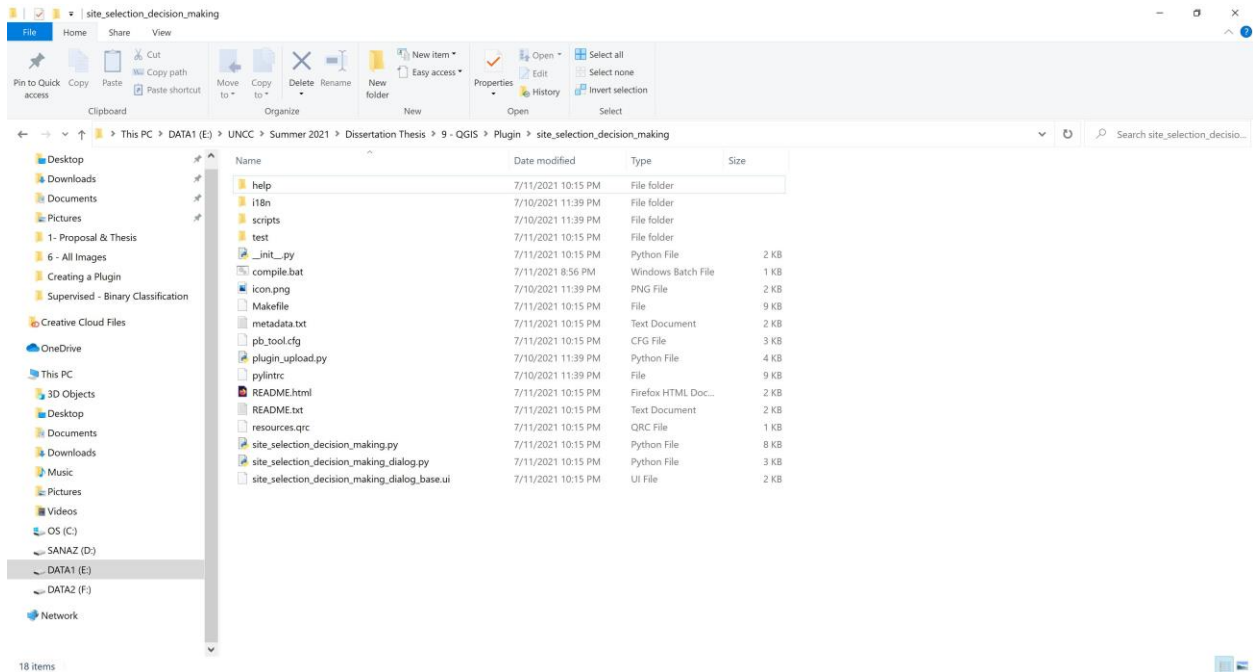 site_selection_decision_making
File Home Share View
Pin to Quick access
Copy
Paste
Cut
Copy path
Paste shortcut
Clipboard
Move to
Copy to
Delete
Rename
Organize
New folder
New item
Easy access
New
Properties
Open
Edit
History
Open
Select all
Select none
Invert selection
Select
This PC > DATA1 (E:) > UNCC > Summer 2021 > Dissertation Thesis > 9 - QGIS > Plugin > site_selection_decision_making
Search site_selection_decisio...
Desktop
Downloads
Documents
Pictures
1- Proposal & Thesis
6 - All Images
Creating a Plugin
Supervised - Binary Classification
Creative Cloud Files
OneDrive
This PC
3D Objects
Desktop
Documents
Downloads
Music
Pictures
Videos
OS (C:)
SANAZ (D:)
DATA1 (E:)
DATA2 (F:)
Network
Name Date modified Type Size
help 7/11/2021 10:15 PM File folder
i18n 7/10/2021 11:39 PM File folder
scripts 7/10/2021 11:39 PM File folder
test 7/11/2021 10:15 PM File folder
__init__.py 7/11/2021 10:15 PM Python File 2 KB
compile.bat 7/11/2021 8:56 PM Windows Batch File 1 KB
icon.png 7/10/2021 11:39 PM PNG File 2 KB
Makefile 7/11/2021 10:15 PM File 9 KB
metadata.txt 7/11/2021 10:15 PM Text Document 2 KB
pb_tool.cfg 7/11/2021 10:15 PM CFG File 3 KB
plugin_upload.py 7/10/2021 11:39 PM Python File 4 KB
pylintrc 7/10/2021 11:39 PM File 9 KB
README.html 7/11/2021 10:15 PM Firefox HTML Doc... 2 KB
README.txt 7/11/2021 10:15 PM Text Document 2 KB
resources.qrc 7/11/2021 10:15 PM QRC File 1 KB
site_selection_decision_making.py 7/11/2021 10:15 PM Python File 8 KB
site_selection_decision_making_dialog.py 7/11/2021 10:15 PM Python File 3 KB
site_selection_decision_making_dialog_base.ui 7/11/2021 10:15 PM UI File 2 KB
18 items